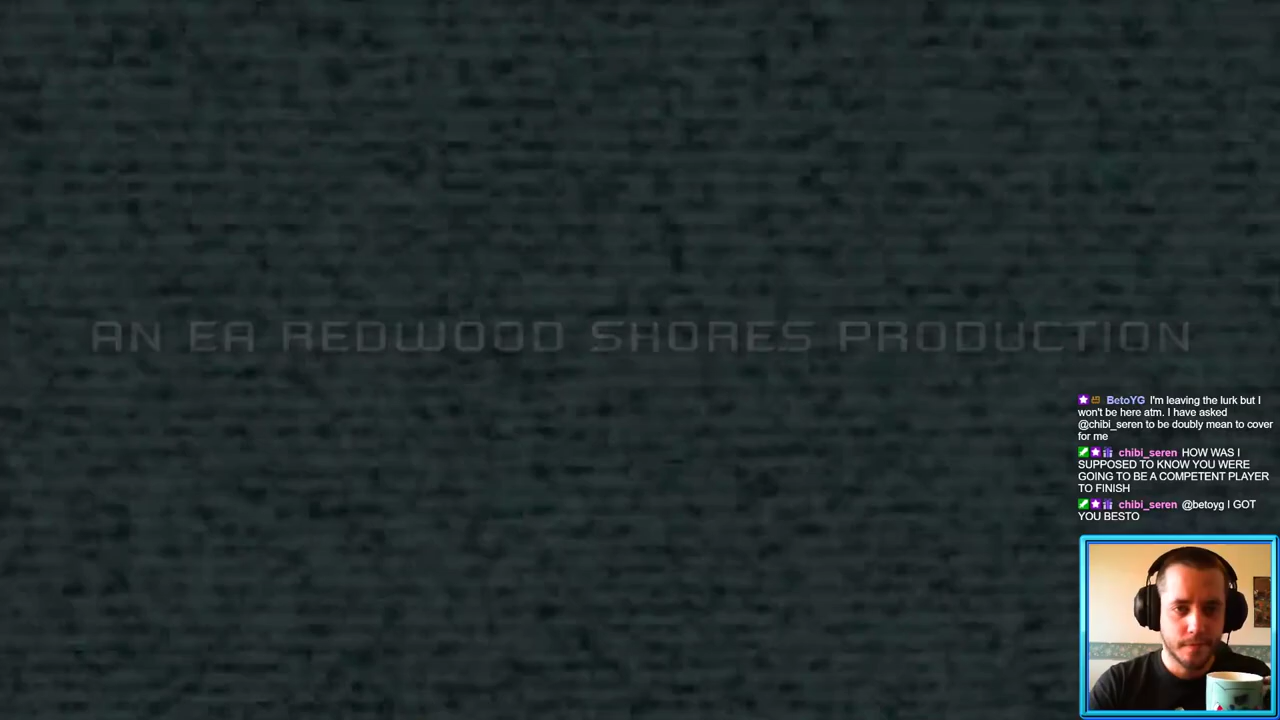 AN EA REDWOOD SHORES PRODUCTION
BetoYG I'm leaving the lurk but I
won't be here atm. I have asked
@chibi_seren to be doubly mean to cover
for me
chibi_seren HOW WAS I
SUPPOSED TO KNOW YOU WERE
GOING TO BE A COMPETENT PLAYER
TO FINISH
chibi_seren @betoyg I GOT
YOU BESTO